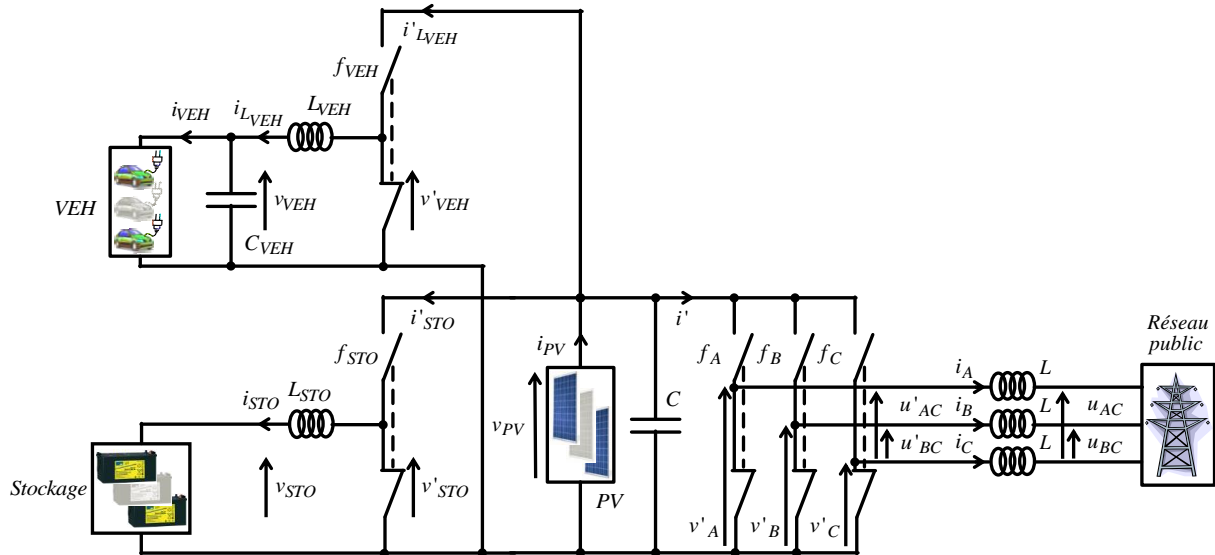 i'LVEH
fVEH
iVEH
iLVEH
LVEH
VEH
vVEH
v'VEH
CVEH
i'STO
i'
fSTO
iPV
fA
fB
fC
Réseau
public
iSTO
LSTO
C
iA
L
vPV
u'AC
iB
L
uAC
u'BC
iC
L
uBC
Stockage
vSTO
v'STO
PV
v'A
v'B
v'C